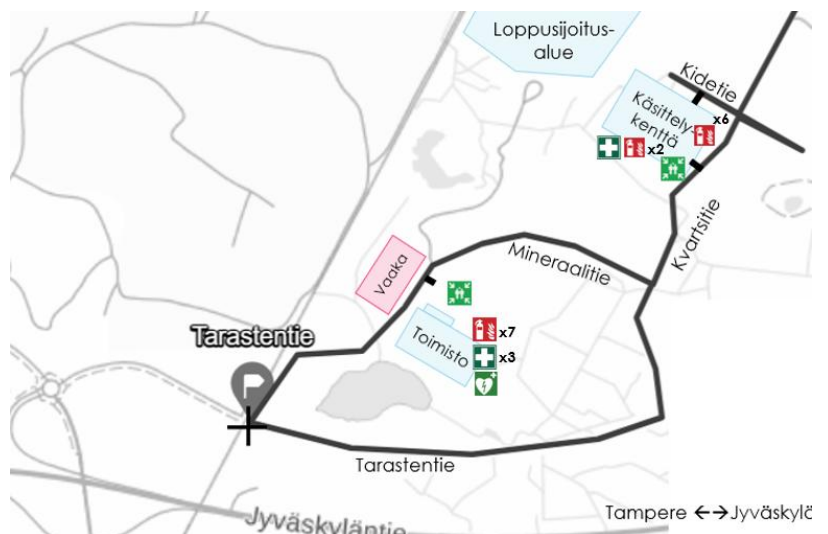 Loppusijoitus-
alue
Kidetie
Käsittely-
kenttä
x6
x2
Kvartsitie
Mineraalitie
Vaaka
Tarastentie
Toimisto
x7
x3
Tarastentie
Tampere ←→Jyväskylä
Jyväskyläntie